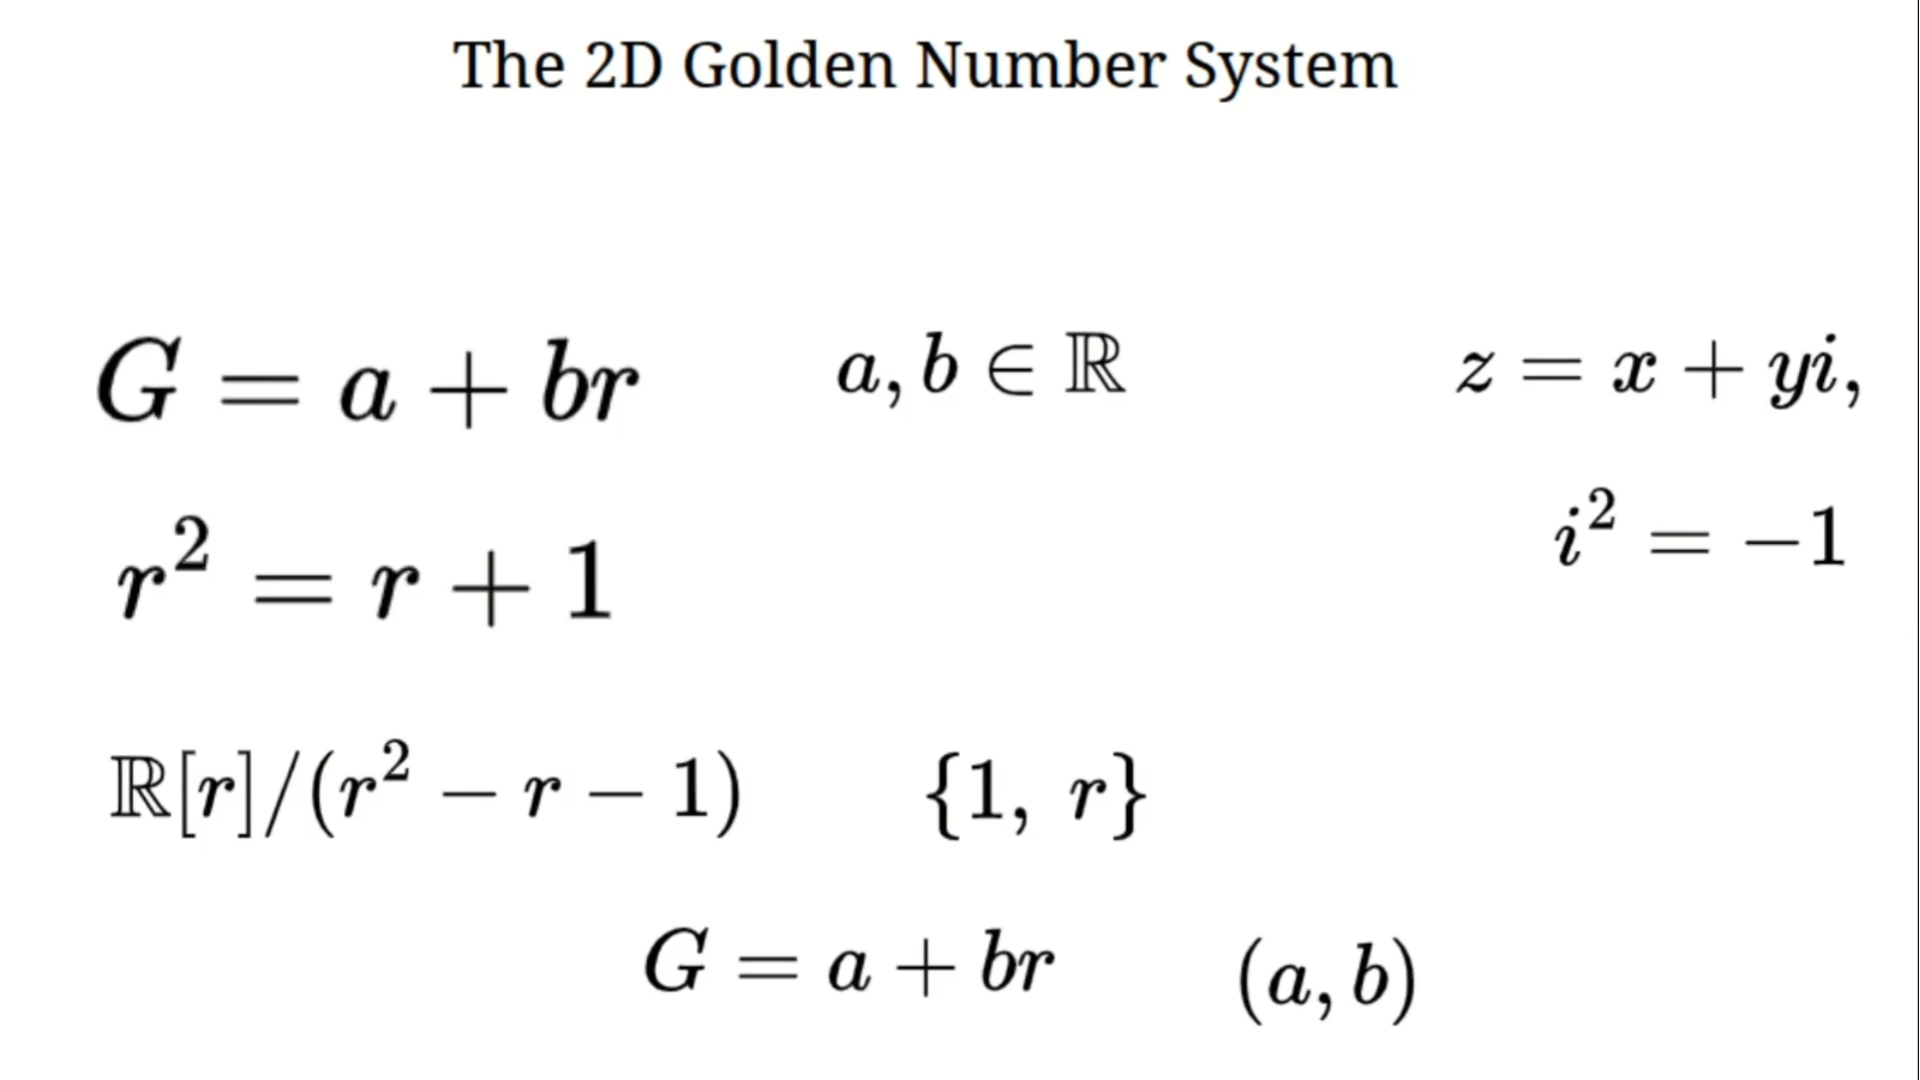 The 2D Golden Number System
G = a + br a, b ∈ ℝ z = x + yi,
r² = r + 1 i² = −1
ℝ[r]/(r² − r − 1) {1, r}
G = a + br (a, b)